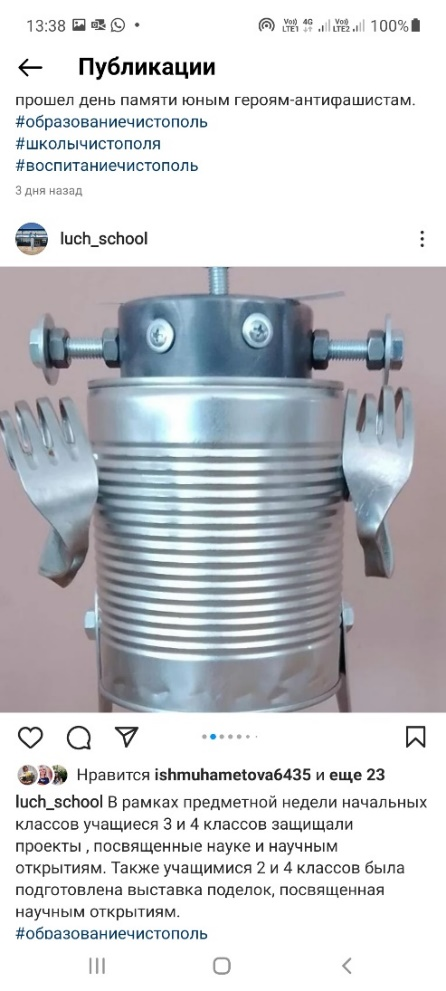 13:38
Vo)) LTE1 4G Vo)) LTE2 100%
Публикации
прошел день памяти юным героям-антифашистам.
#образованиечистополь
#школычистополя
#воспитаниечистополь
3 дня назад
luch_school
Нравится ishmuhametova6435 и еще 23
luch_school В рамках предметной недели начальных
классов учащиеся 3 и 4 классов защищали
проекты , посвященные науке и научным
открытиям. Также учащимися 2 и 4 классов была
подготовлена выставка поделок, посвященная
научным открытиям.
#образованиечистополь